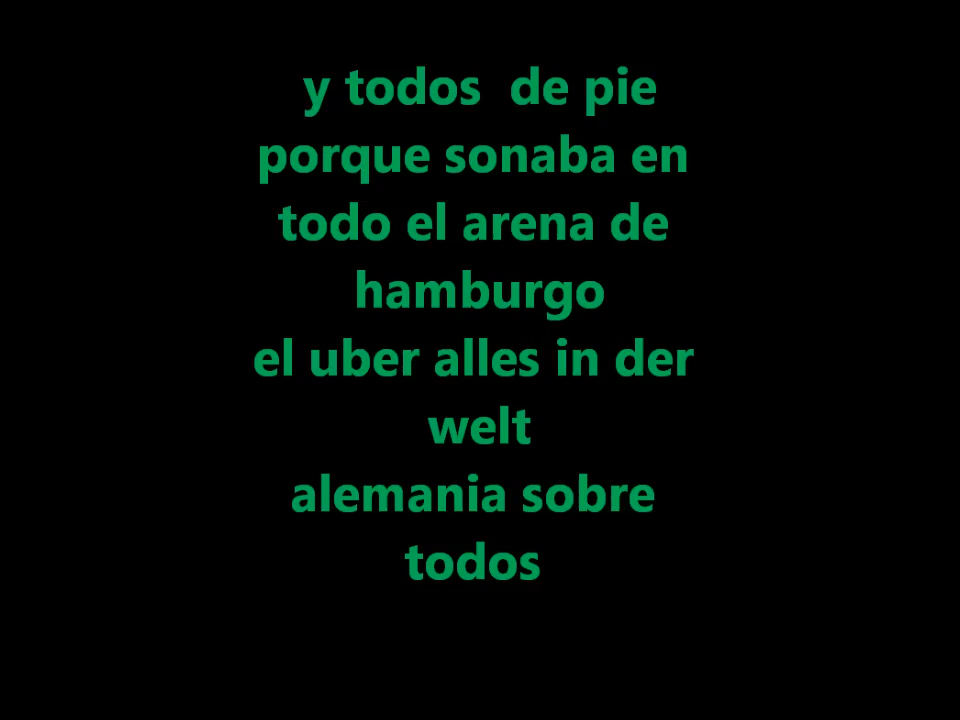 y todos  de pie
porque sonaba en
todo el arena de
hamburgo
el uber alles in der
welt
alemania sobre
todos